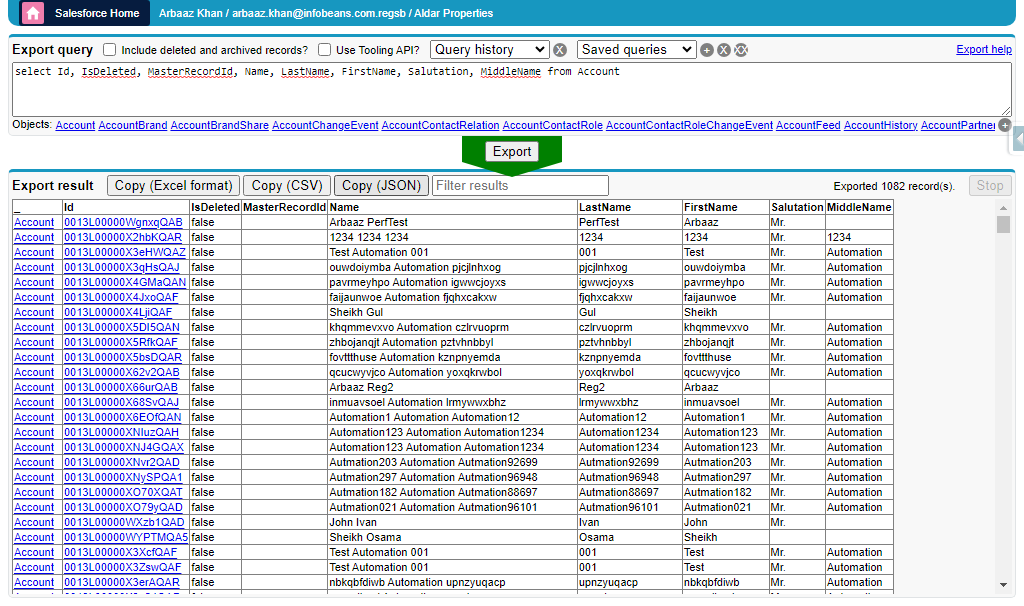 Salesforce Home Arbaaz Khan / arbaaz.khan@infobeans.com.regsb / Aldar Properties
Export query Include deleted and archived records? Use Tooling API? Query history X Saved queries + X XX Export help
select Id, IsDeleted, MasterRecordId, Name, LastName, FirstName, Salutation, MiddleName from Account
Objects: Account AccountBrand AccountBrandShare AccountChangeEvent AccountContactRelation AccountContactRole AccountContactRoleChangeEvent AccountFeed AccountHistory AccountPartner +
Export
Export result Copy (Excel format) Copy (CSV) Copy (JSON) Filter results Exported 1082 record(s). Stop
_ Id IsDeleted MasterRecordId Name LastName FirstName Salutation MiddleName
Account 0013L00000WgnxqQAB false Arbaaz PerfTest PerfTest Arbaaz Mr.
Account 0013L00000X2hbKQAR false 1234 1234 1234 1234 1234 Mr. 1234
Account 0013L00000X3eHWQAZ false Test Automation 001 001 Test Mr. Automation
Account 0013L00000X3qHsQAJ false ouwdoiymba Automation pjcjlnhxog pjcjlnhxog ouwdoiymba Mr. Automation
Account 0013L00000X4GMaQAN false pavrmeyhpo Automation igwwcjoyxs igwwcjoyxs pavrmeyhpo Mr. Automation
Account 0013L00000X4JxoQAF false faijaunwoe Automation fjqhxcakxw fjqhxcakxw faijaunwoe Mr. Automation
Account 0013L00000X4LjiQAF false Sheikh Gul Gul Sheikh
Account 0013L00000X5DI5QAN false khqmmevxvo Automation czlrvuoprm czlrvuoprm khqmmevxvo Mr. Automation
Account 0013L00000X5RfkQAF false zhbojanqjt Automation pztvhnbbyl pztvhnbbyl zhbojanqjt Mr. Automation
Account 0013L00000X5bsDQAR false fovttthuse Automation kznpnyemda kznpnyemda fovttthuse Mr. Automation
Account 0013L00000X62v2QAB false qcucwyvjco Automation yoxqkrwbol yoxqkrwbol qcucwyvjco Mr. Automation
Account 0013L00000X66urQAB false Arbaaz Reg2 Reg2 Arbaaz
Account 0013L00000X68SvQAJ false inmuavsoel Automation lrmywwxbhz lrmywwxbhz inmuavsoel Mr. Automation
Account 0013L00000X6EOfQAN false Automation1 Automation Automation12 Automation12 Automation1 Mr. Automation
Account 0013L00000XNIuzQAH false Automation123 Automation Automation1234 Automation1234 Automation123 Mr. Automation
Account 0013L00000XNJ4GQAX false Automation123 Automation Automation1234 Automation1234 Automation123 Mr. Automation
Account 0013L00000XNvr2QAD false Autmation203 Automation Autmation92699 Autmation92699 Autmation203 Mr. Automation
Account 0013L00000XNySPQA1 false Autmation297 Automation Autmation96948 Autmation96948 Autmation297 Mr. Automation
Account 0013L00000XO70XQAT false Autmation182 Automation Autmation88697 Autmation88697 Autmation182 Mr. Automation
Account 0013L00000XO79yQAD false Autmation021 Automation Autmation96101 Autmation96101 Autmation021 Mr. Automation
Account 0013L00000WXzb1QAD false John Ivan Ivan John Mr.
Account 0013L00000WYPTMQA5 false Sheikh Osama Osama Sheikh
Account 0013L00000X3XcfQAF false Test Automation 001 001 Test Mr. Automation
Account 0013L00000X3ZswQAF false Test Automation 001 001 Test Mr. Automation
Account 0013L00000X3erAQAR false nbkqbfdiwb Automation upnzyuqacp upnzyuqacp nbkqbfdiwb Mr. Automation